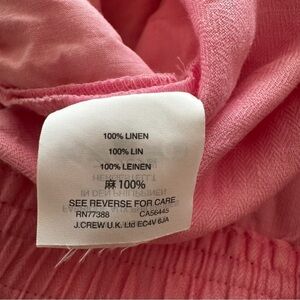 100% LINEN
100% LIN
100% LEINEN
麻 100%
SEE REVERSE FOR CARE
RN77388 CA56445
J.CREW U.K. Ltd EC4V 6JA